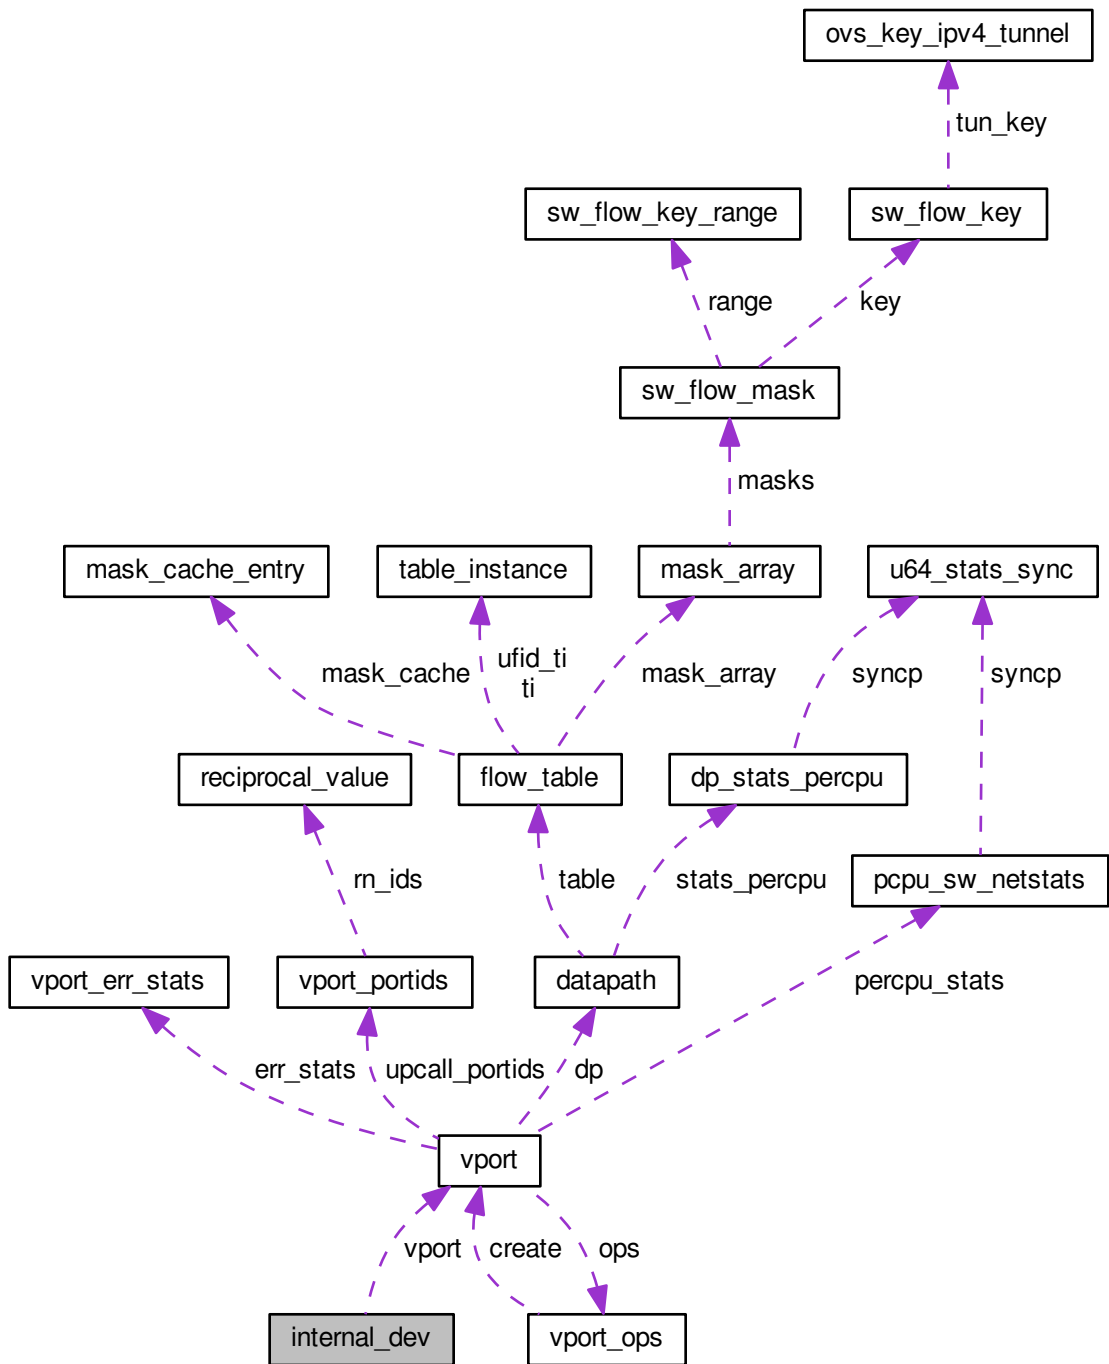 ovs_key_ipv4_tunnel
tun_key
sw_flow_key_range
sw_flow_key
range
key
sw_flow_mask
masks
mask_cache_entry
table_instance
mask_array
u64_stats_sync
mask_cache
ufid_ti
ti
mask_array
syncp
syncp
reciprocal_value
flow_table
dp_stats_percpu
rn_ids
table
stats_percpu
pcpu_sw_netstats
vport_err_stats
vport_portids
datapath
percpu_stats
err_stats
upcall_portids
dp
vport
vport
create
ops
internal_dev
vport_ops